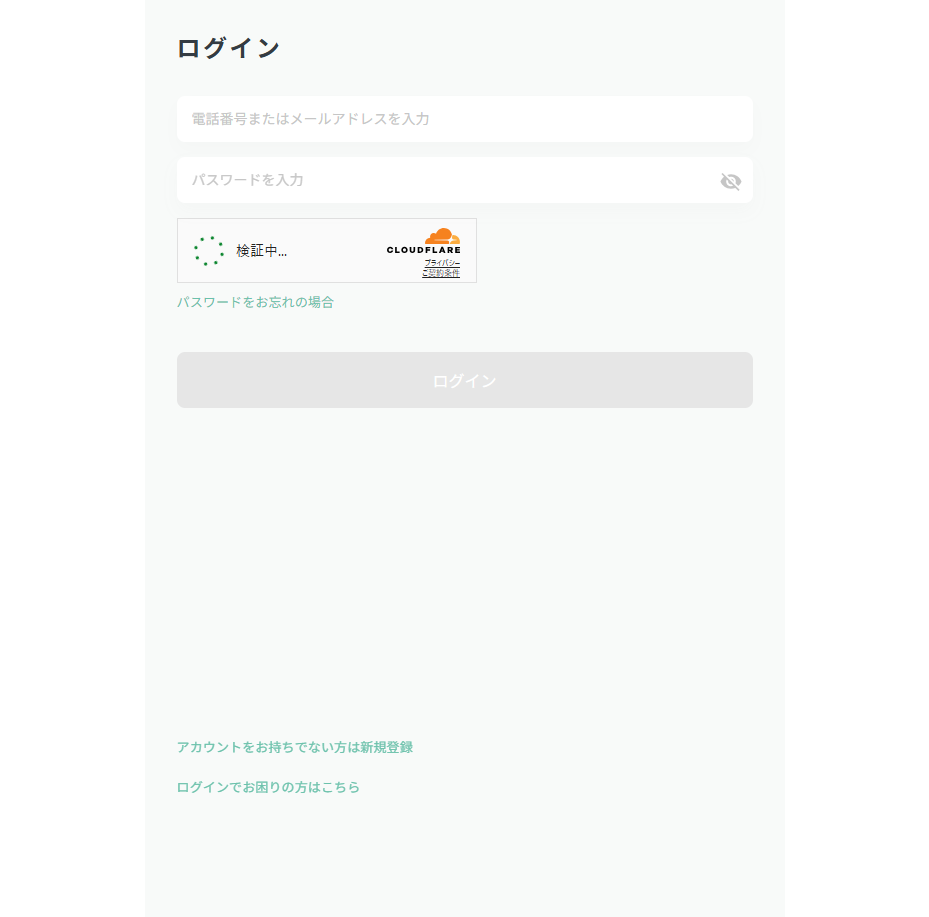 ログイン
電話番号またはメールアドレスを入力
パスワードを入力
検証中...
CLOUDFLARE
プライバシー
ご契約条件
パスワードをお忘れの場合
ログイン
アカウントをお持ちでない方は新規登録
ログインでお困りの方はこちら